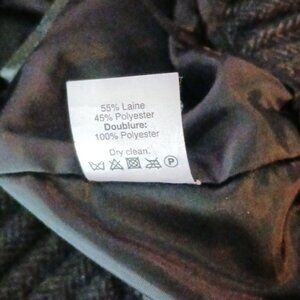 55% Laine
45% Polyester
Doublure:
100% Polyester
Dry clean.
P